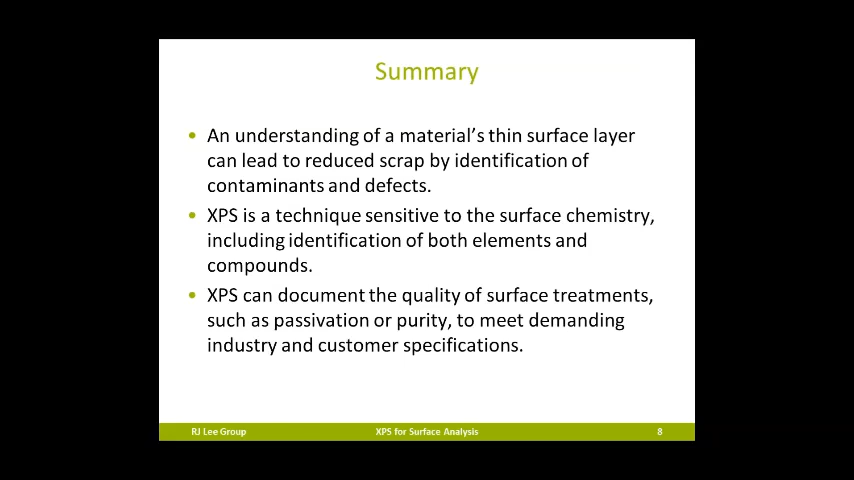 Summary
• An understanding of a material's thin surface layer
can lead to reduced scrap by identification of
contaminants and defects.
• XPS is a technique sensitive to the surface chemistry,
including identification of both elements and
compounds.
• XPS can document the quality of surface treatments,
such as passivation or purity, to meet demanding
industry and customer specifications.
RJ Lee Group XPS for Surface Analysis 8